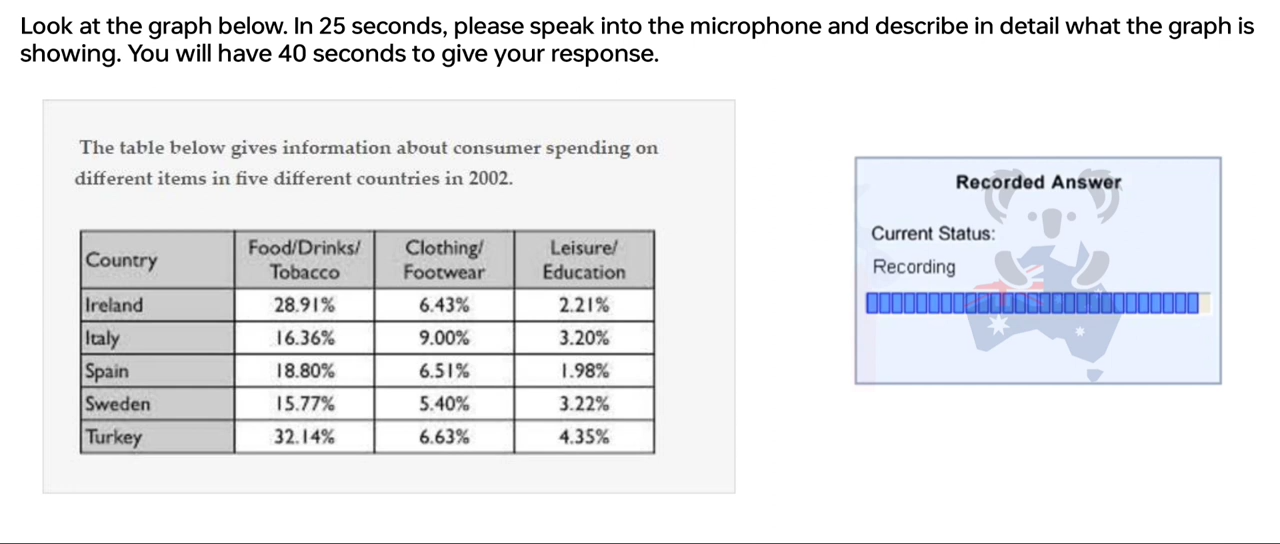 Look at the graph below. In 25 seconds, please speak into the microphone and describe in detail what the graph is
showing. You will have 40 seconds to give your response.
The table below gives information about consumer spending on
different items in five different countries in 2002.
Country Food/Drinks/ Tobacco Clothing/ Footwear Leisure/ Education
Ireland 28.91% 6.43% 2.21%
Italy 16.36% 9.00% 3.20%
Spain 18.80% 6.51% 1.98%
Sweden 15.77% 5.40% 3.22%
Turkey 32.14% 6.63% 4.35%
Recorded Answer
Current Status:
Recording